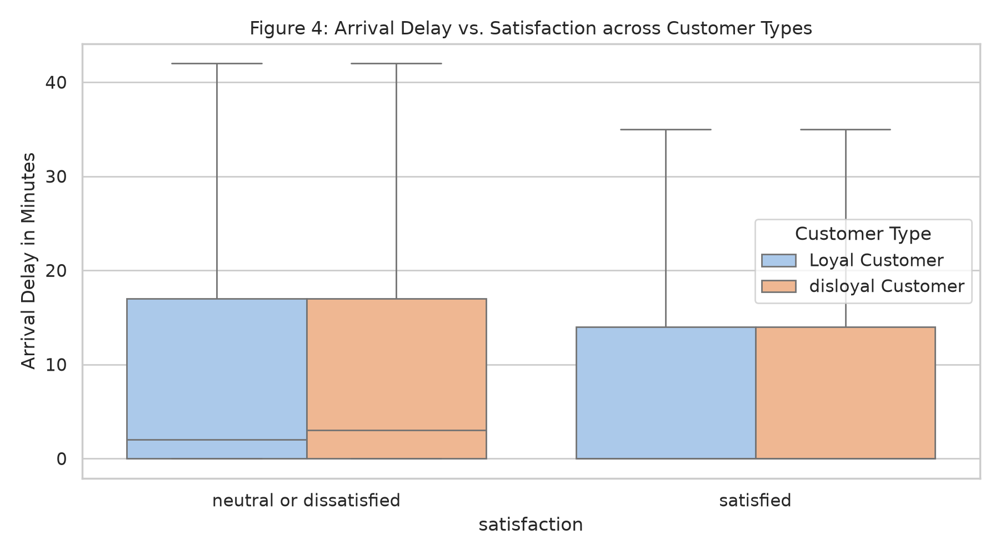 Figure 4: Arrival Delay vs. Satisfaction across Customer Types
Arrival Delay in Minutes
40
30
20
10
0
Customer Type
Loyal Customer
disloyal Customer
neutral or dissatisfied
satisfied
satisfaction